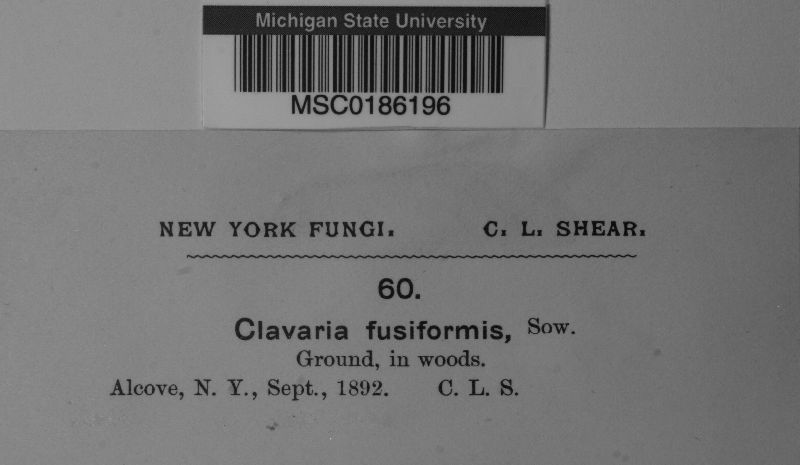 Michigan State University
MSC0186196
NEW YORK FUNGI. C. L. SHEAR.
60.
Clavaria fusiformis, Sow.
Ground, in woods.
Alcove, N. Y., Sept., 1892. C. L. S.